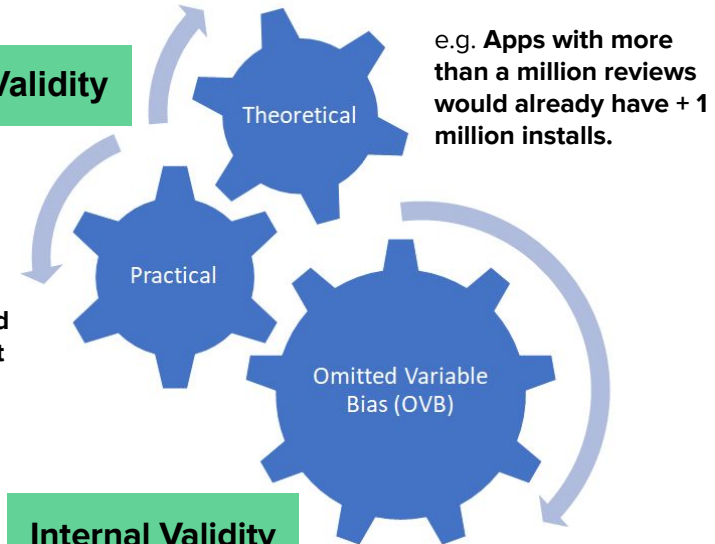 Validity
Theoretical
e.g. Apps with more
than a million reviews
would already have + 1
million installs.
Practical
Omitted Variable
Bias (OVB)
Internal Validity